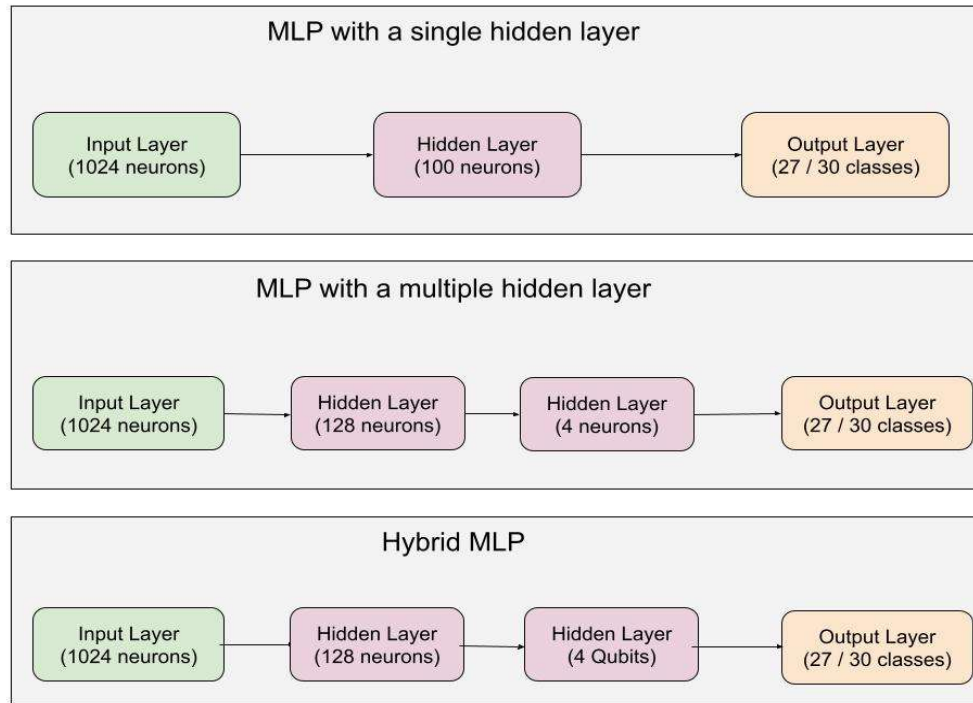 MLP with a single hidden layer
Input Layer
(1024 neurons)
Hidden Layer
(100 neurons)
Output Layer
(27 / 30 classes)
MLP with a multiple hidden layer
Input Layer
(1024 neurons)
Hidden Layer
(128 neurons)
Hidden Layer
(4 neurons)
Output Layer
(27 / 30 classes)
Hybrid MLP
Input Layer
(1024 neurons)
Hidden Layer
(128 neurons)
Hidden Layer
(4 Qubits)
Output Layer
(27 / 30 classes)